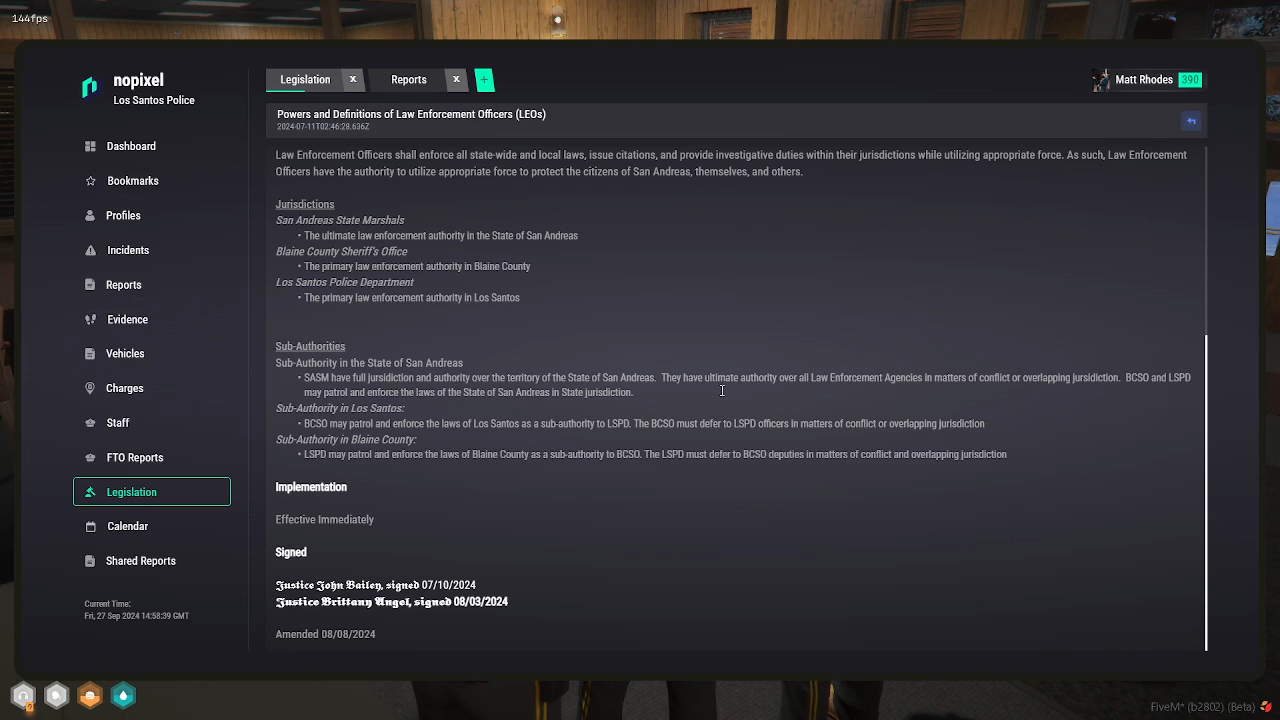 144fps
nopixel
Los Santos Police
Legislation x
Reports x
+
Matt Rhodes 390
Dashboard
Bookmarks
Profiles
Incidents
Reports
Evidence
Vehicles
Charges
Staff
FTO Reports
Legislation
Calendar
Shared Reports
Current Time:
Fri, 27 Sep 2024 14:58:39 GMT
Powers and Definitions of Law Enforcement Officers (LEOs)
2024-07-11T02:46:28.636Z
Law Enforcement Officers shall enforce all state-wide and local laws, issue citations, and provide investigative duties within their jurisdictions while utilizing appropriate force. As such, Law Enforcement
Officers have the authority to utilize appropriate force to protect the citizens of San Andreas, themselves, and others.
Jurisdictions
San Andreas State Marshals
• The ultimate law enforcement authority in the State of San Andreas
Blaine County Sheriff's Office
• The primary law enforcement authority in Blaine County
Los Santos Police Department
• The primary law enforcement authority in Los Santos
Sub-Authorities
Sub-Authority in the State of San Andreas
• SASM have full jursidiction and authority over the territory of the State of San Andreas. They have ultimate authority over all Law Enforcement Agencies in matters of conflict or overlapping jursidiction. BCSO and LSPD
may patrol and enforce the laws of the State of San Andreas in State jurisdiction.
Sub-Authority in Los Santos:
• BCSO may patrol and enforce the laws of Los Santos as a sub-authority to LSPD. The BCSO must defer to LSPD officers in matters of conflict or overlapping jurisdiction
Sub-Authority in Blaine County:
• LSPD may patrol and enforce the laws of Blaine County as a sub-authority to BCSO. The LSPD must defer to BCSO deputies in matters of conflict and overlapping jurisdiction
Implementation
Effective Immediately
Signed
Justice John Bailey, signed 07/10/2024
Justice Brittany Angel, signed 08/03/2024
Amended 08/08/2024
FiveM* (b2802) (Beta)